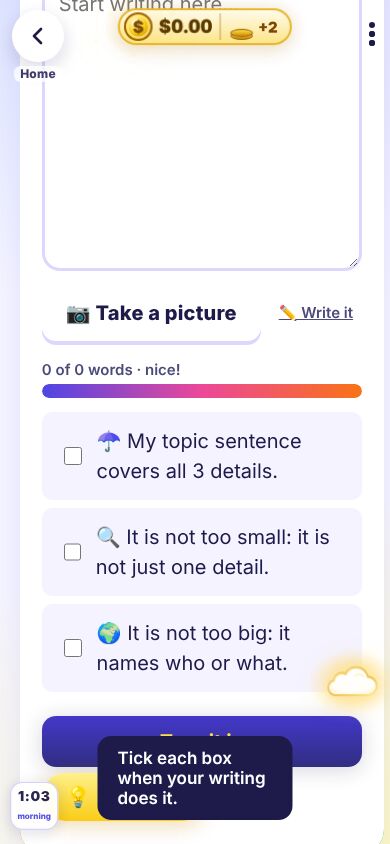 Start writing here...
$ $0.00 +2
Home
📷 Take a picture
✏️ Write it
0 of 0 words · nice!
☂️ My topic sentence
covers all 3 details.
🔍 It is not too small: it is
not just one detail.
🌍 It is not too big: it
names who or what.
Tick each box
when your writing
does it.
1:03
morning